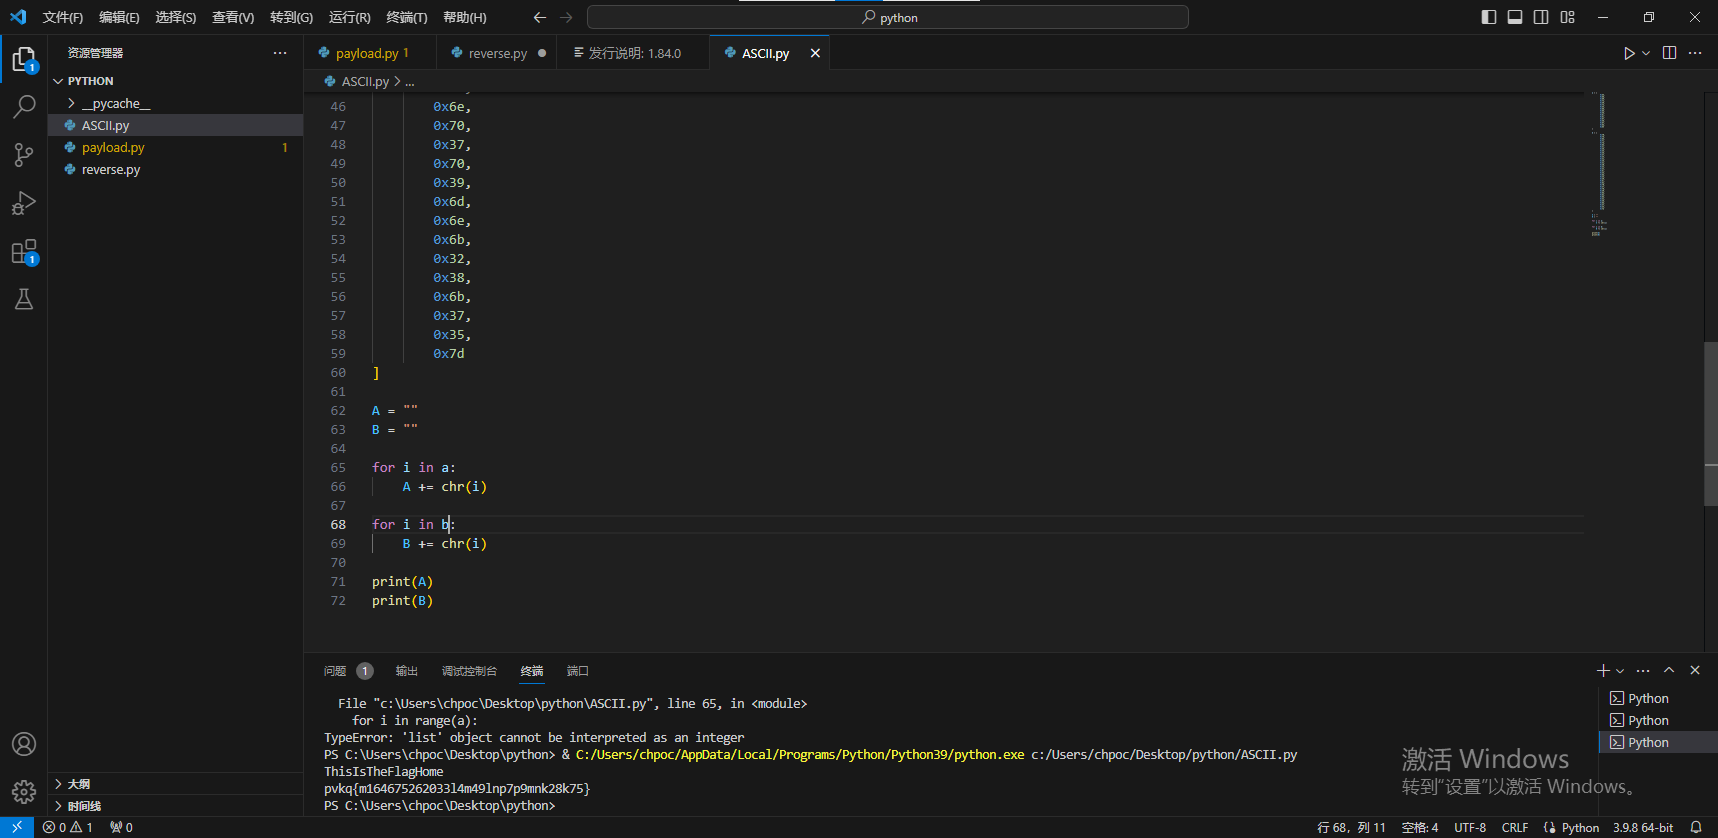 文件(F) 编辑(E) 选择(S) 查看(V) 转到(G) 运行(R) 终端(T) 帮助(H) python
资源管理器
PYTHON
__pycache__
ASCII.py
payload.py 1
reverse.py
大纲
时间线
payload.py 1 reverse.py 发行说明: 1.84.0 ASCII.py
ASCII.py > ...
46 0x6e,
47 0x70,
48 0x37,
49 0x70,
50 0x39,
51 0x6d,
52 0x6e,
53 0x6b,
54 0x32,
55 0x38,
56 0x6b,
57 0x37,
58 0x35,
59 0x7d
60 ]
61
62 A = ""
63 B = ""
64
65 for i in a:
66 A += chr(i)
67
68 for i in b:
69 B += chr(i)
70
71 print(A)
72 print(B)
问题 1 输出 调试控制台 终端 端口
File "c:\Users\chpoc\Desktop\python\ASCII.py", line 65, in <module>
for i in range(a):
TypeError: 'list' object cannot be interpreted as an integer
PS C:\Users\chpoc\Desktop\python> & C:/Users/chpoc/AppData/Local/Programs/Python/Python39/python.exe c:/Users/chpoc/Desktop/python/ASCII.py
ThisIsTheFlagHome
pvkq{m164675262033l4m49lnp7p9mnk28k75}
PS C:\Users\chpoc\Desktop\python>
Python
Python
Python
激活 Windows
转到"设置"以激活 Windows。
0 1 0 行 68，列 11 空格: 4 UTF-8 CRLF Python 3.9.8 64-bit